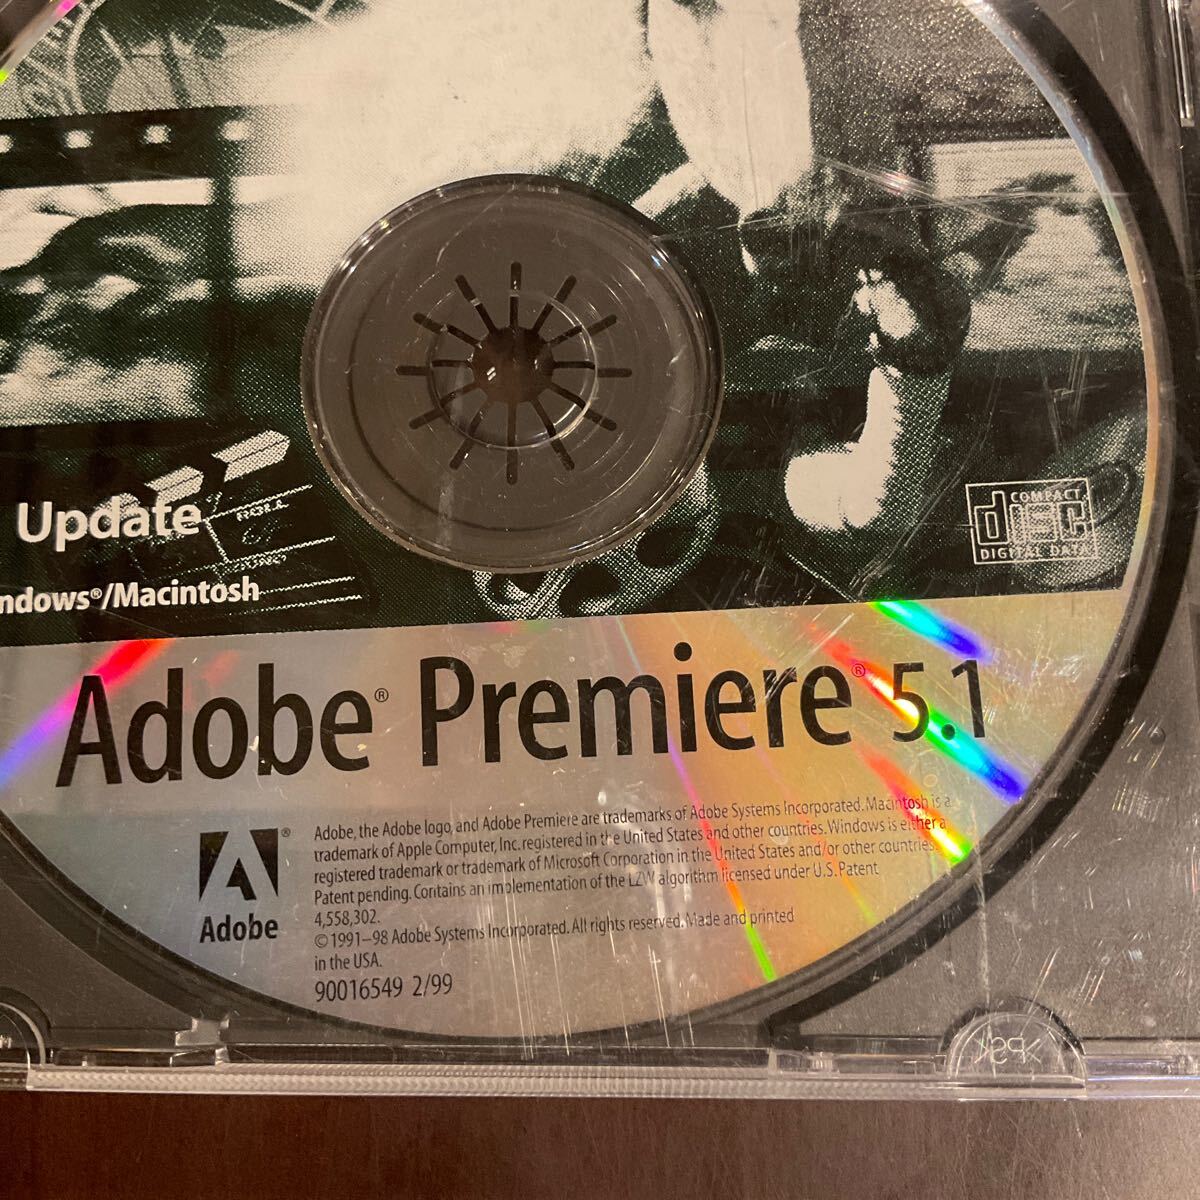 Update
ROLL
COMPACT
disc
DIGITAL DATA
ndows®/Macintosh
Adobe® Premiere® 5.1
Adobe, the Adobe logo, and Adobe Premiere are trademarks of Adobe Systems Incorporated. Macintosh is a
trademark of Apple Computer, Inc. registered in the United States and other countries. Windows is either a
registered trademark or trademark of Microsoft Corporation in the United States and/or other countries.
Patent pending. Contains an implementation of the LZW algorithm licensed under U.S. Patent
4,558,302.
© 1991–98 Adobe Systems Incorporated. All rights reserved. Made and printed
in the USA.
90016549 2/99
®
Adobe
>PS<